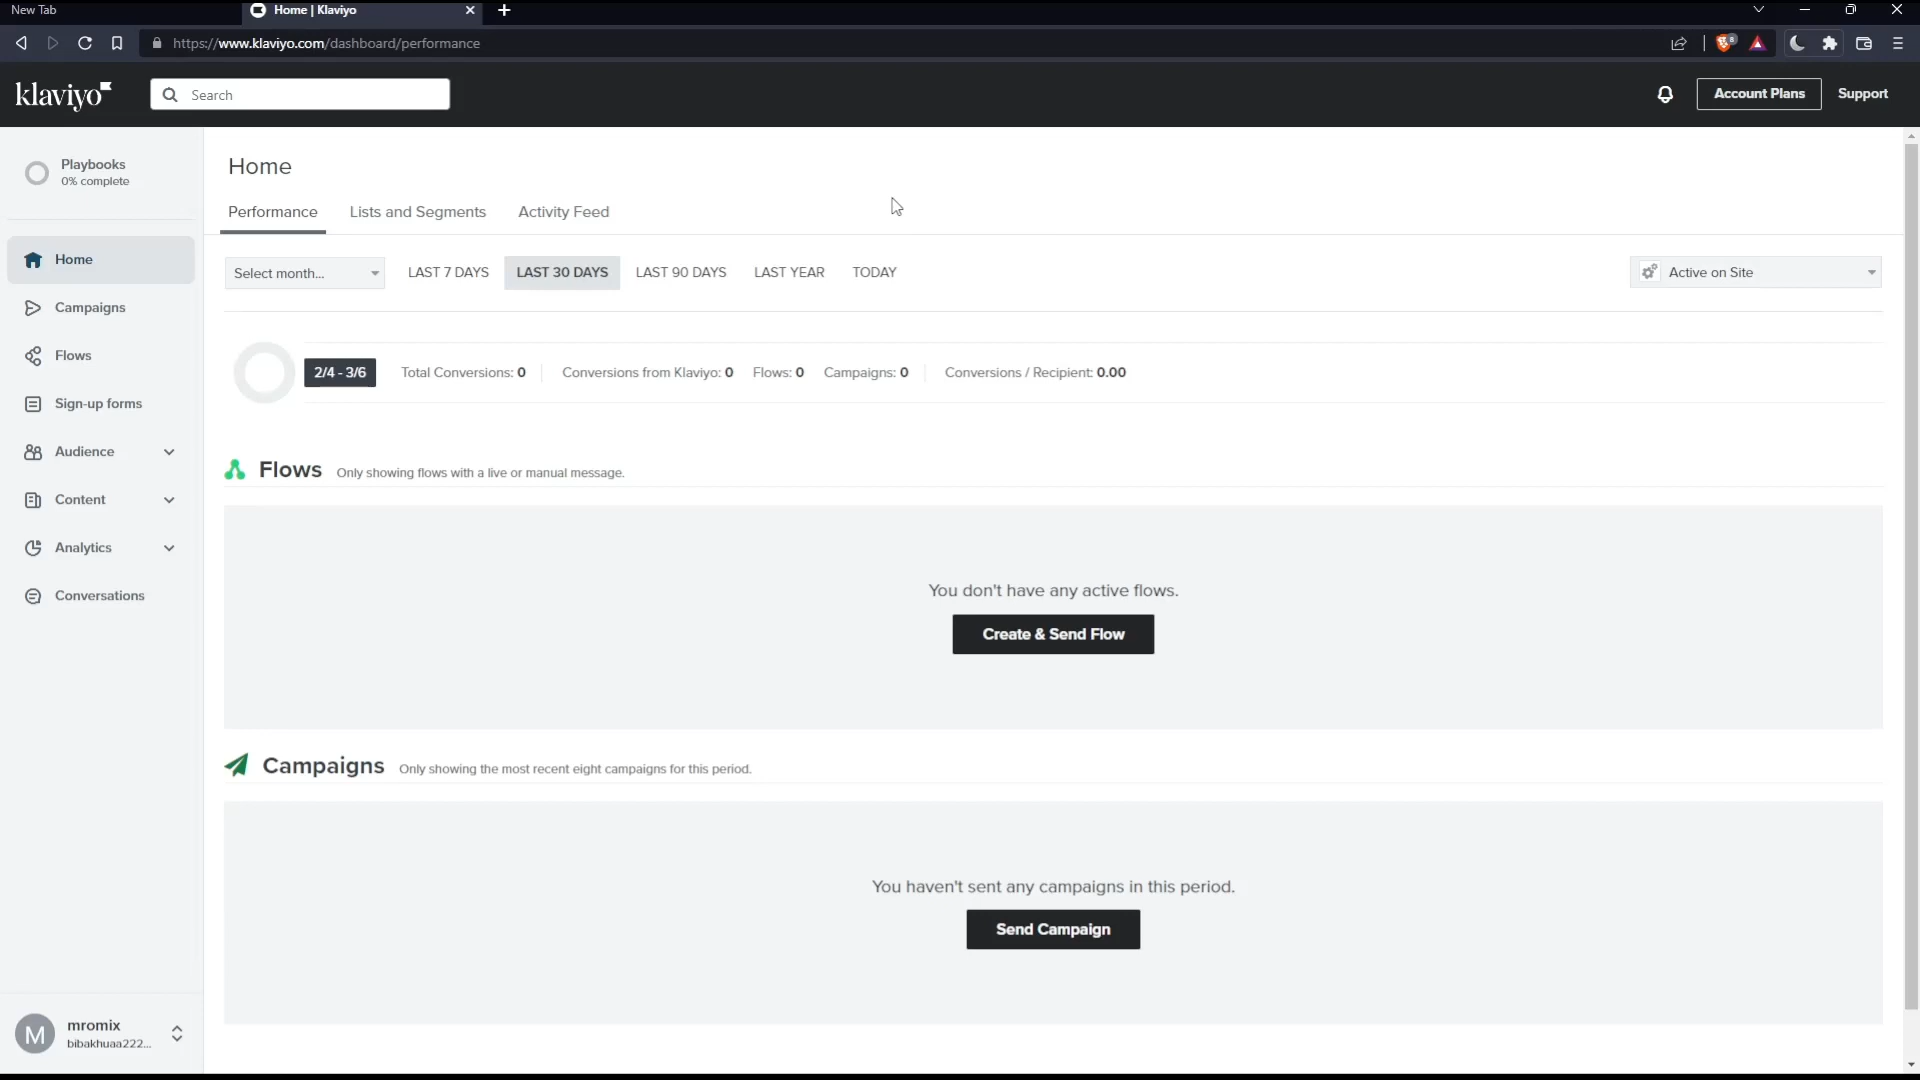 New Tab
Home | Klaviyo
https://www.klaviyo.com/dashboard/performance
8
klaviyo
Search
Account Plans
Support
Playbooks
0% complete
Home
Campaigns
Flows
Sign-up forms
Audience
Content
Analytics
Conversations
M
mromix
bibakhuaa222...
Home
Performance
Lists and Segments
Activity Feed
Select month...
LAST 7 DAYS
LAST 30 DAYS
LAST 90 DAYS
LAST YEAR
TODAY
Active on Site
2/4 - 3/6
Total Conversions: 0
Conversions from Klaviyo: 0
Flows: 0
Campaigns: 0
Conversions / Recipient: 0.00
Flows
Only showing flows with a live or manual message.
You don't have any active flows.
Create & Send Flow
Campaigns
Only showing the most recent eight campaigns for this period.
You haven't sent any campaigns in this period.
Send Campaign